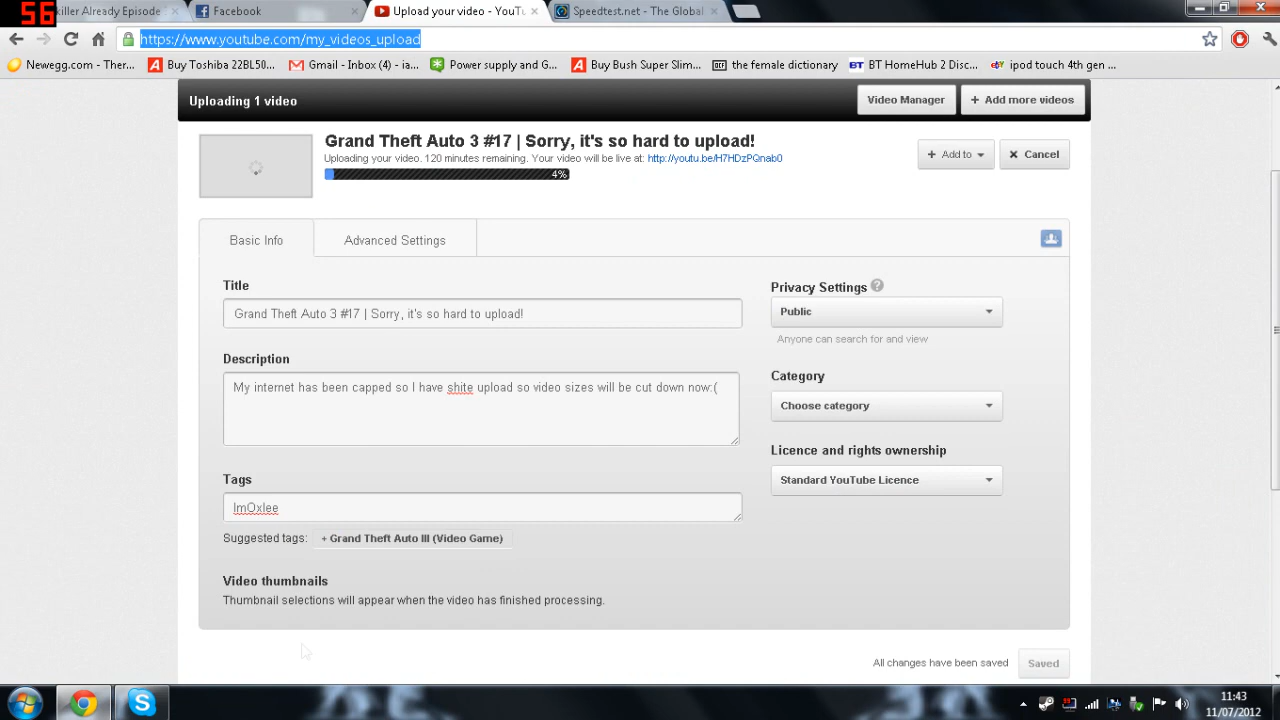 56
killer Already Episode
Facebook
Upload your video - YouTu
Speedtest.net - The Global
https://www.youtube.com/my_videos_upload
Newegg.com - Ther...
Buy Toshiba 22BL50...
Gmail - Inbox (4) - ia...
Power supply and G...
Buy Bush Super Slim...
the female dictionary
BT HomeHub 2 Disc...
ipod touch 4th gen ...
Uploading 1 video
Video Manager
+ Add more videos
Grand Theft Auto 3 #17 | Sorry, it's so hard to upload!
Uploading your video. 120 minutes remaining. Your video will be live at: http://youtu.be/H7HDzPQnab0
4%
+ Add to
Cancel
Basic Info
Advanced Settings
Title
Grand Theft Auto 3 #17 | Sorry, it's so hard to upload!
Description
My internet has been capped so I have shite upload so video sizes will be cut down now:(
Tags
ImOxlee
Suggested tags: + Grand Theft Auto III (Video Game)
Video thumbnails
Thumbnail selections will appear when the video has finished processing.
Privacy Settings ?
Public
Anyone can search for and view
Category
Choose category
Licence and rights ownership
Standard YouTube Licence
All changes have been saved
Saved
11:43
11/07/2012